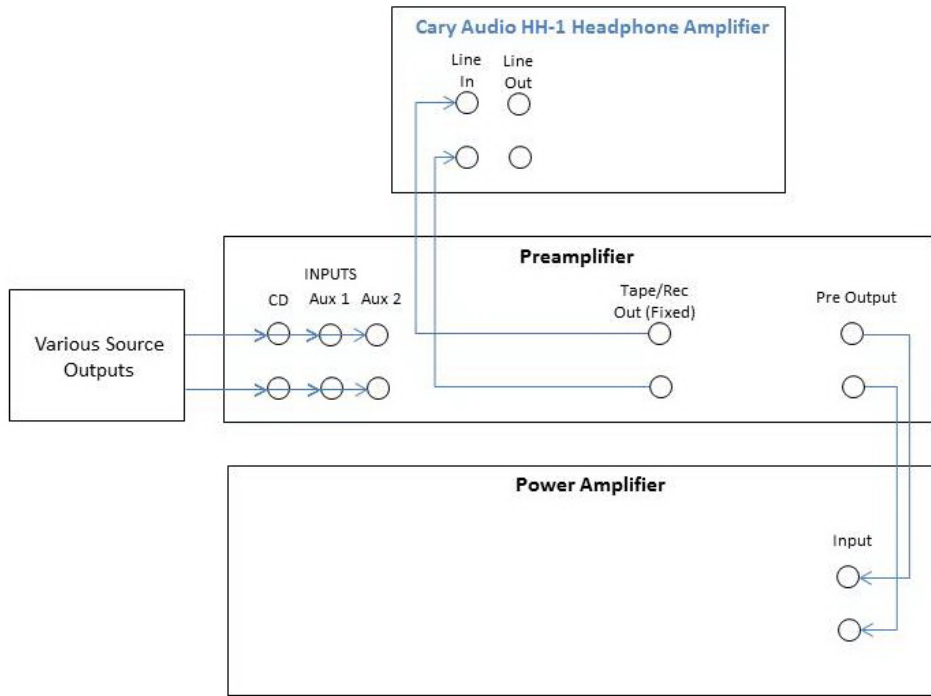 Cary Audio HH-1 Headphone Amplifier
Line
In
Line
Out
Preamplifier
INPUTS
CD
Aux 1
Aux 2
Tape/Rec
Out (Fixed)
Pre Output
Various Source
Outputs
Power Amplifier
Input